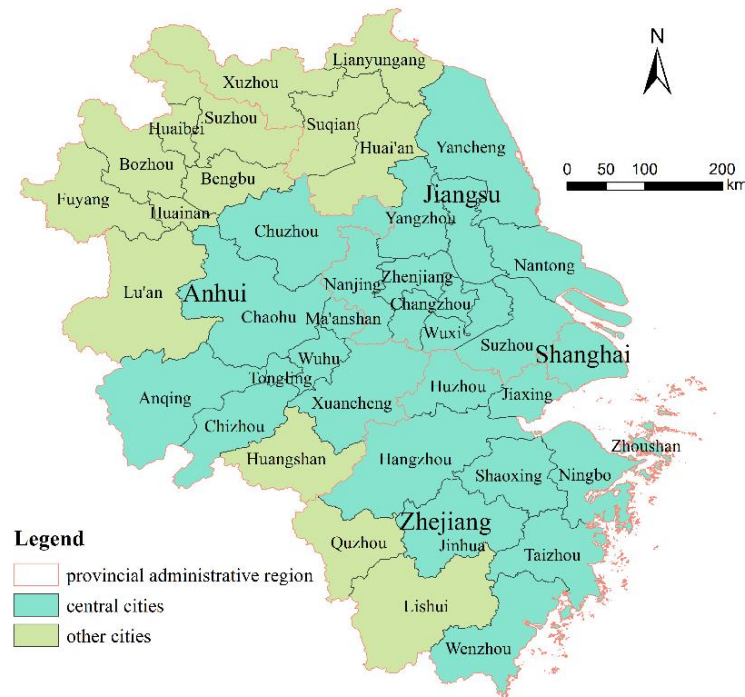 Lianyungang
N
Xuzhou
Suzhou
Huaibei
Suqian
Huai'an
Yancheng
Bozhou
Bengbu
0 50 100 200
km
Fuyang
Huainan
Jiangsu
Yangzhou
Chuzhou
Nantong
Lu'an
Anhui
Nanjing
Zhenjiang
Changzhou
Chaohu
Ma'anshan
Wuxi
Suzhou
Shanghai
Wuhu
Tongling
Anqing
Huzhou
Jiaxing
Xuancheng
Chizhou
Zhoushan
Huangshan
Hangzhou
Shaoxing
Ningbo
Zhejiang
Legend
Quzhou
Jinhua
Taizhou
provincial administrative region
central cities
Lishui
other cities
Wenzhou